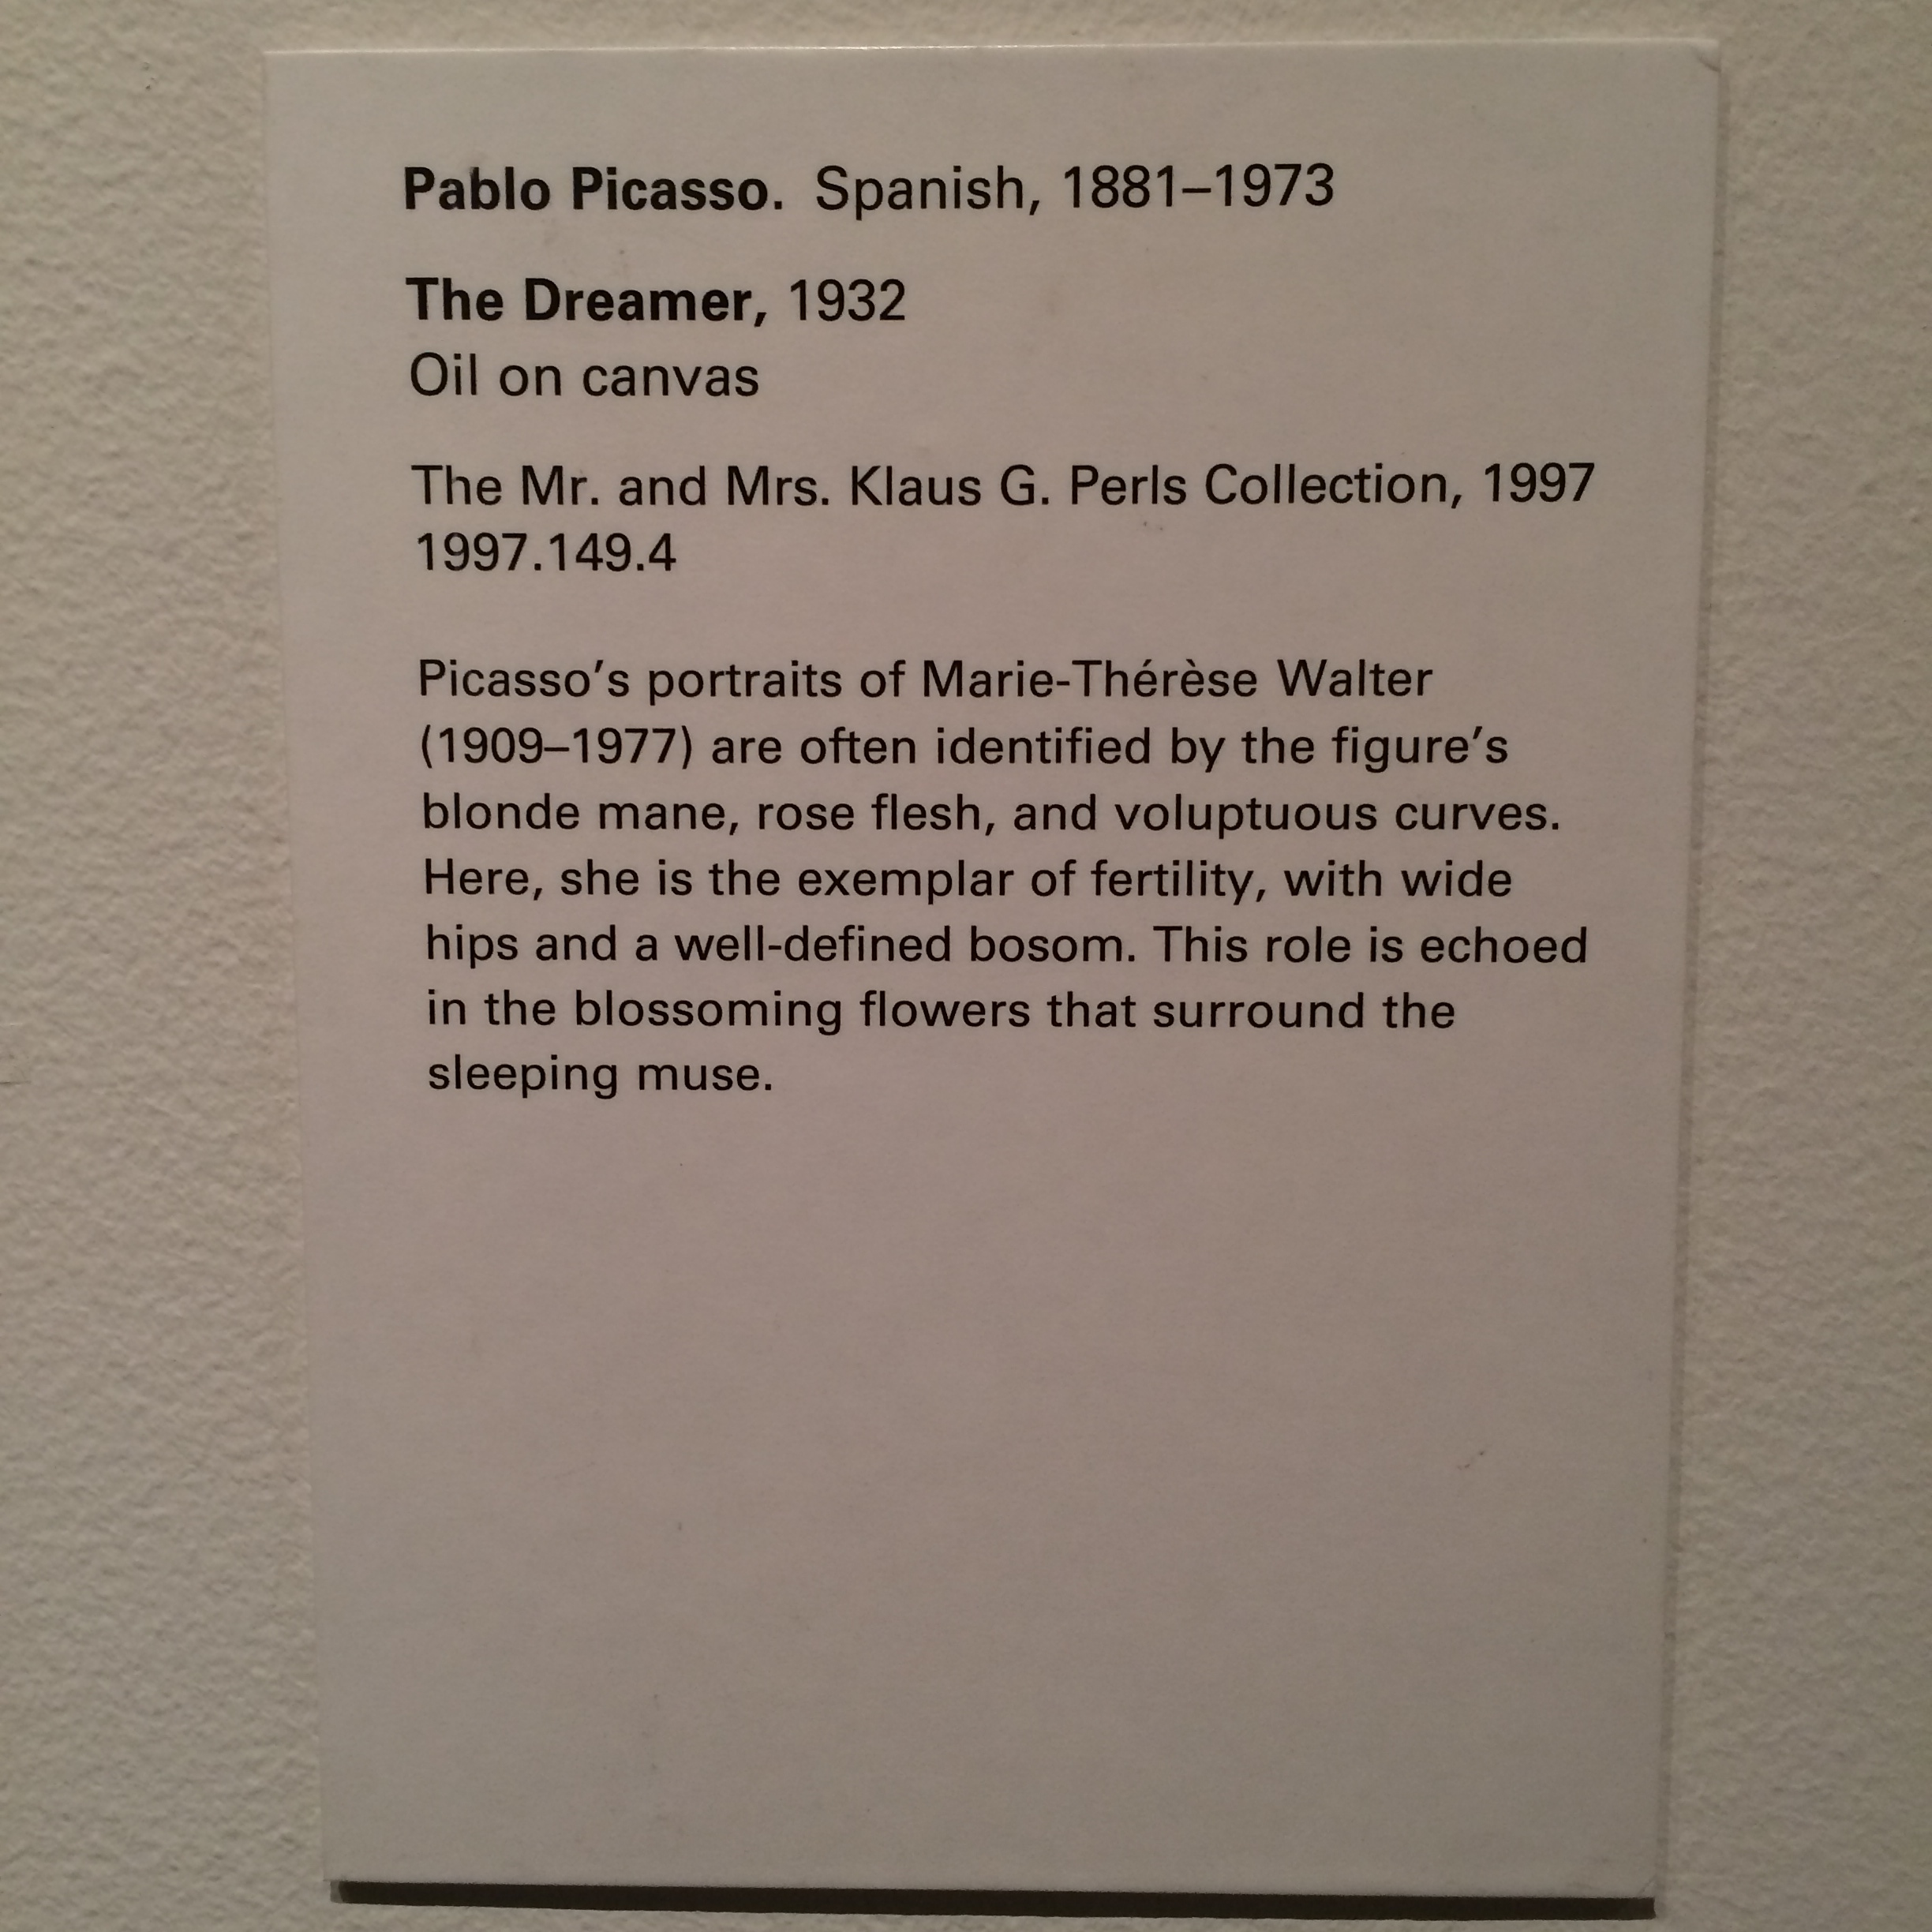 Pablo Picasso. Spanish, 1881–1973
The Dreamer, 1932
Oil on canvas
The Mr. and Mrs. Klaus G. Perls Collection, 1997
1997.149.4
Picasso’s portraits of Marie-Thérèse Walter
(1909–1977) are often identified by the figure’s
blonde mane, rose flesh, and voluptuous curves.
Here, she is the exemplar of fertility, with wide
hips and a well-defined bosom. This role is echoed
in the blossoming flowers that surround the
sleeping muse.